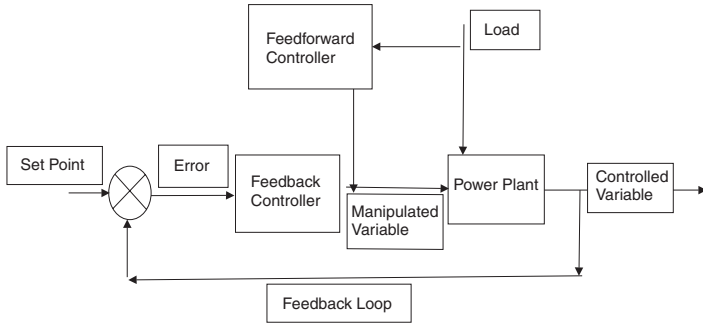 Feedforward
Controller
Load
Set Point
Error
Feedback
Controller
Manipulated
Variable
Power Plant
Controlled
Variable
Feedback Loop